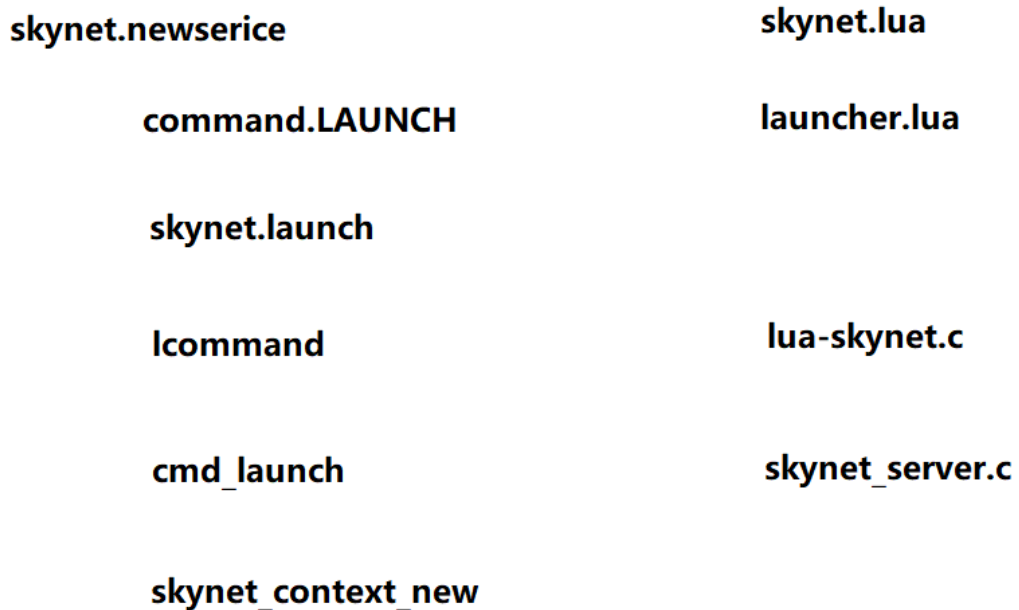 skynet.newserice skynet.lua
command.LAUNCH launcher.lua
skynet.launch
lcommand lua-skynet.c
cmd_launch skynet_server.c
skynet_context_new